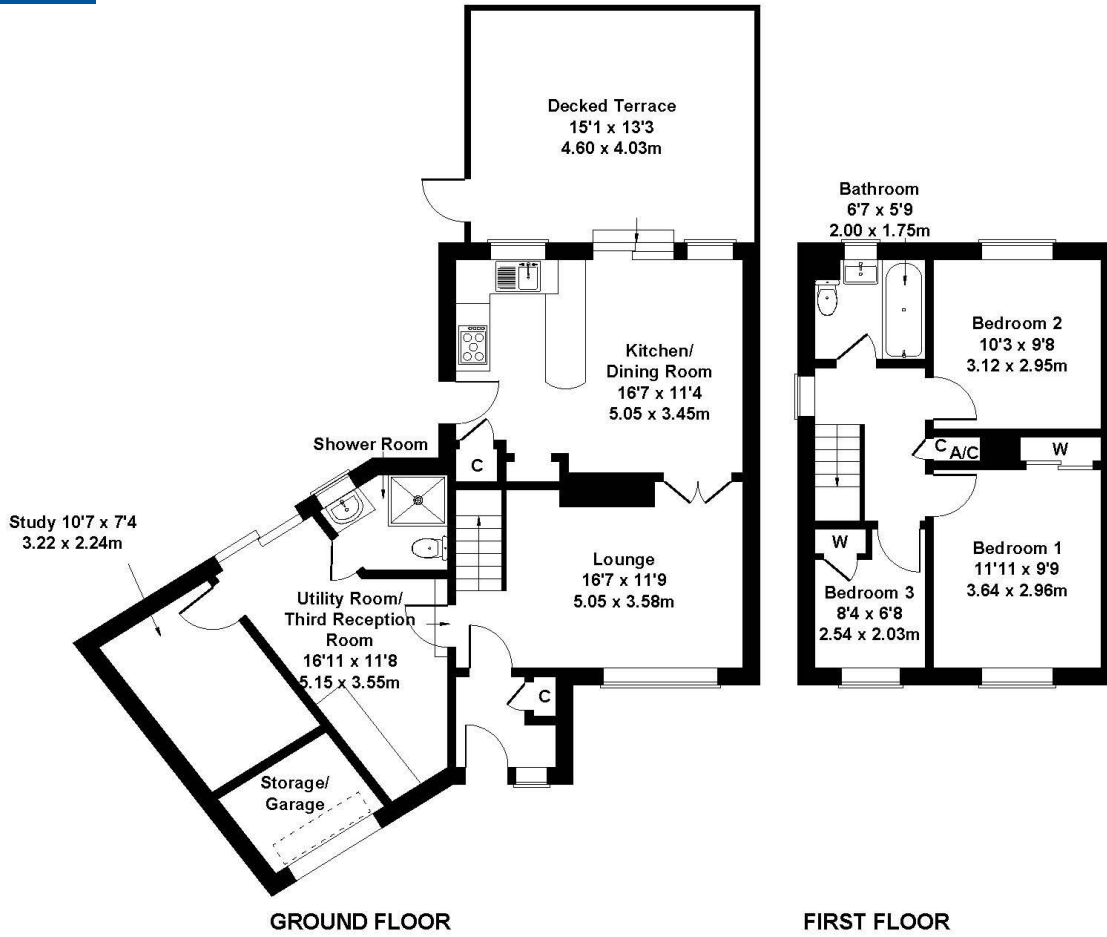 Decked Terrace
15'1 x 13'3
4.60 x 4.03m
Bathroom
6'7 x 5'9
2.00 x 1.75m
Bedroom 2
10'3 x 9'8
3.12 x 2.95m
Kitchen/
Dining Room
16'7 x 11'4
5.05 x 3.45m
Shower Room
C
C
A/C
W
Study 10'7 x 7'4
3.22 x 2.24m
Lounge
16'7 x 11'9
5.05 x 3.58m
W
Bedroom 1
11'11 x 9'9
3.64 x 2.96m
Bedroom 3
8'4 x 6'8
2.54 x 2.03m
Utility Room/
Third Reception
Room
16'11 x 11'8
5.15 x 3.55m
C
Storage/
Garage
GROUND FLOOR
FIRST FLOOR